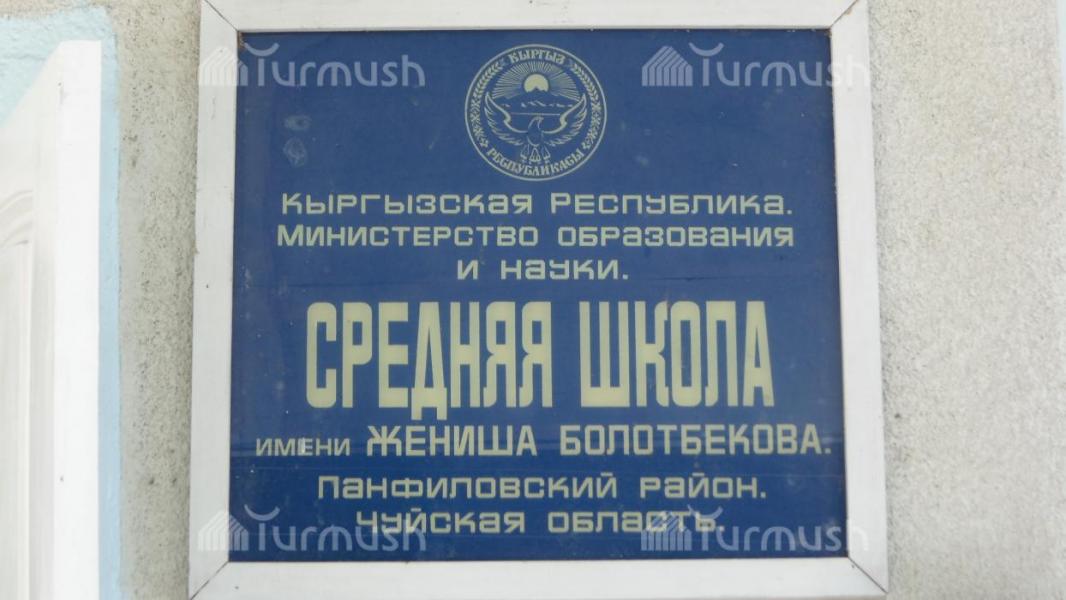 Turmush Turmush
КЫРГЫЗ
РЕСПУБЛИКАСЫ
Кыргызская Республика.
Министерство образования
и науки.
СРЕДНЯЯ ШКОЛА
имени ЖЕНИША БОЛОТБЕКОВА.
Панфиловский район.
Чуйская область.
Turmush Turmush